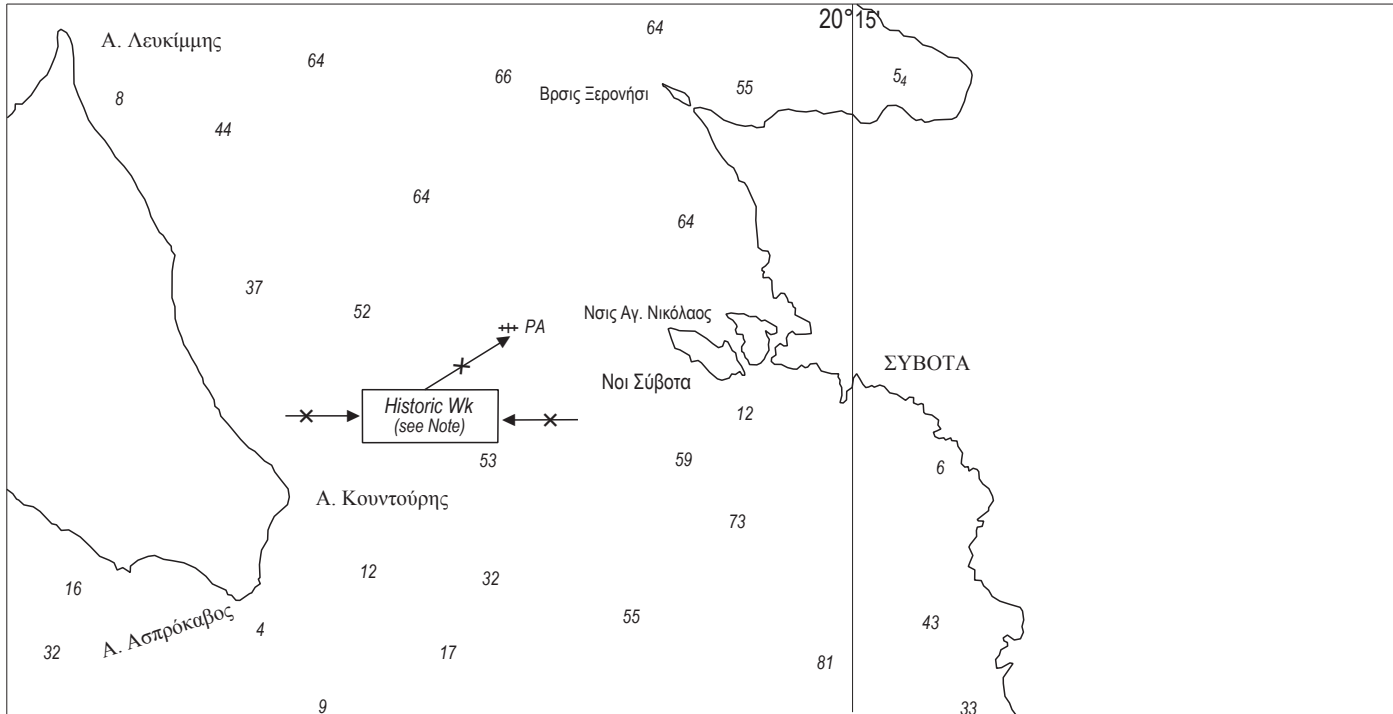 20°15'
64
Α. Λευκίμμης
64
66
55
5₄
Βρσις Ξερονήσι
8
44
64
64
37
52
Νσις Αγ. Νικόλαος
PA
ΣΥΒΟΤΑ
Νοι Σύβοτα
Historic Wk
(see Note)
12
53
59
6
Α. Κουντούρης
73
12
32
16
55
43
4
Α. Ασπρόκαβος
32
17
81
9
33